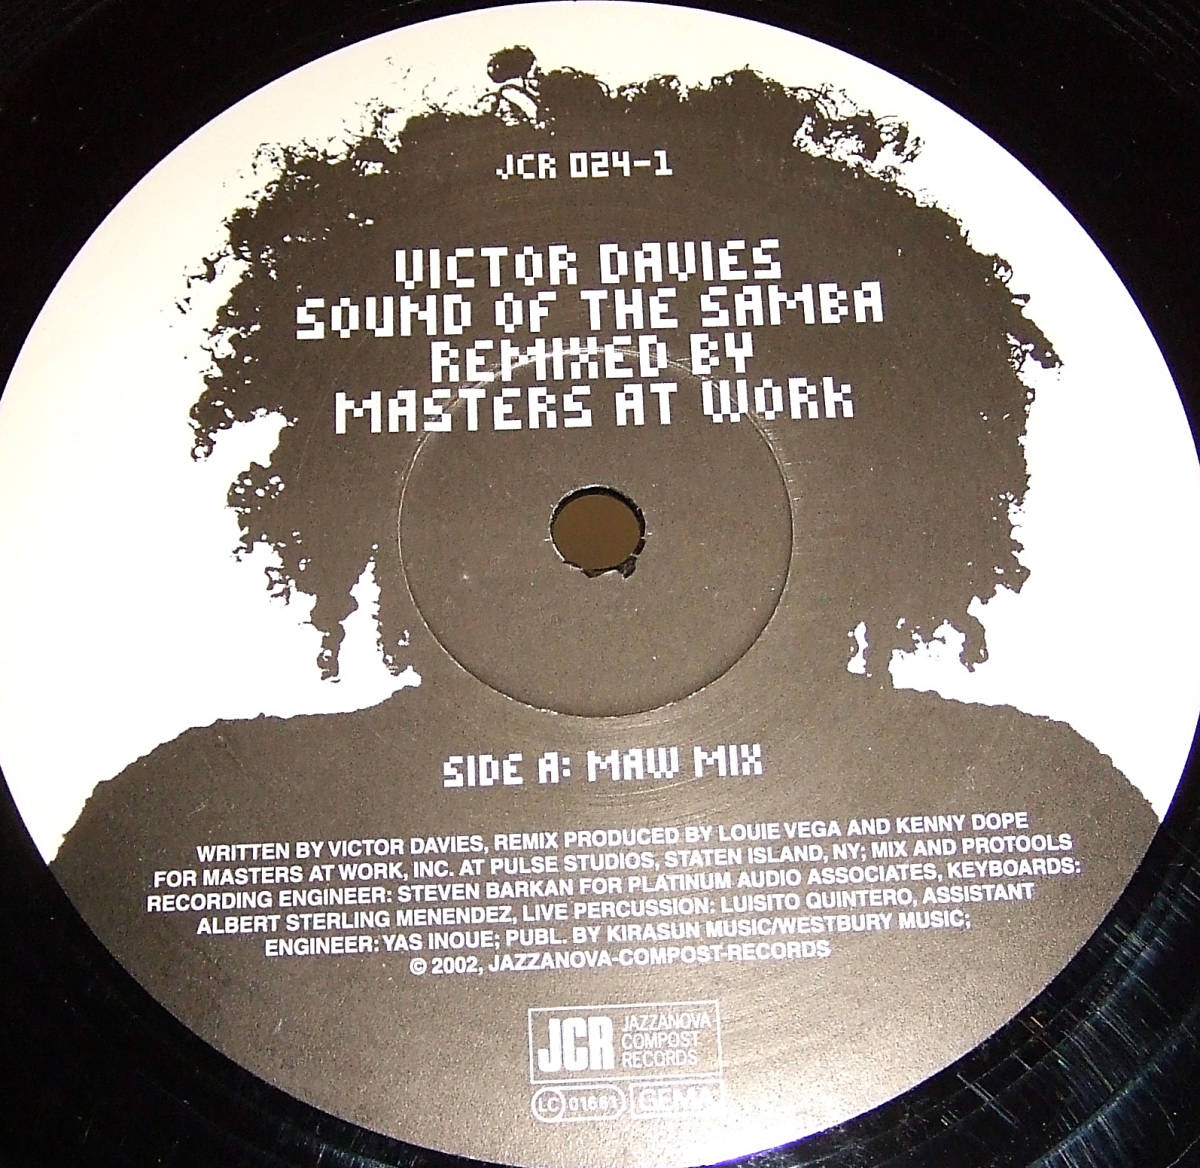 JCR 024-1
VICTOR DAVIES
SOUND OF THE SAMBA
REMIXED BY
MASTERS AT WORK
SIDE A: MAW MIX
WRITTEN BY VICTOR DAVIES, REMIX PRODUCED BY LOUIE VEGA AND KENNY DOPE
FOR MASTERS AT WORK, INC. AT PULSE STUDIOS, STATEN ISLAND, NY; MIX AND PROTOOLS
RECORDING ENGINEER: STEVEN BARKAN FOR PLATINUM AUDIO ASSOCIATES, KEYBOARDS:
ALBERT STERLING MENENDEZ, LIVE PERCUSSION: LUISITO QUINTERO, ASSISTANT
ENGINEER: YAS INOUE; PUBL. BY KIRASUN MUSIC/WESTBURY MUSIC;
© 2002, JAZZANOVA-COMPOST-RECORDS
JCR JAZZANOVA
COMPOST
RECORDS
LC 01661 GEMA